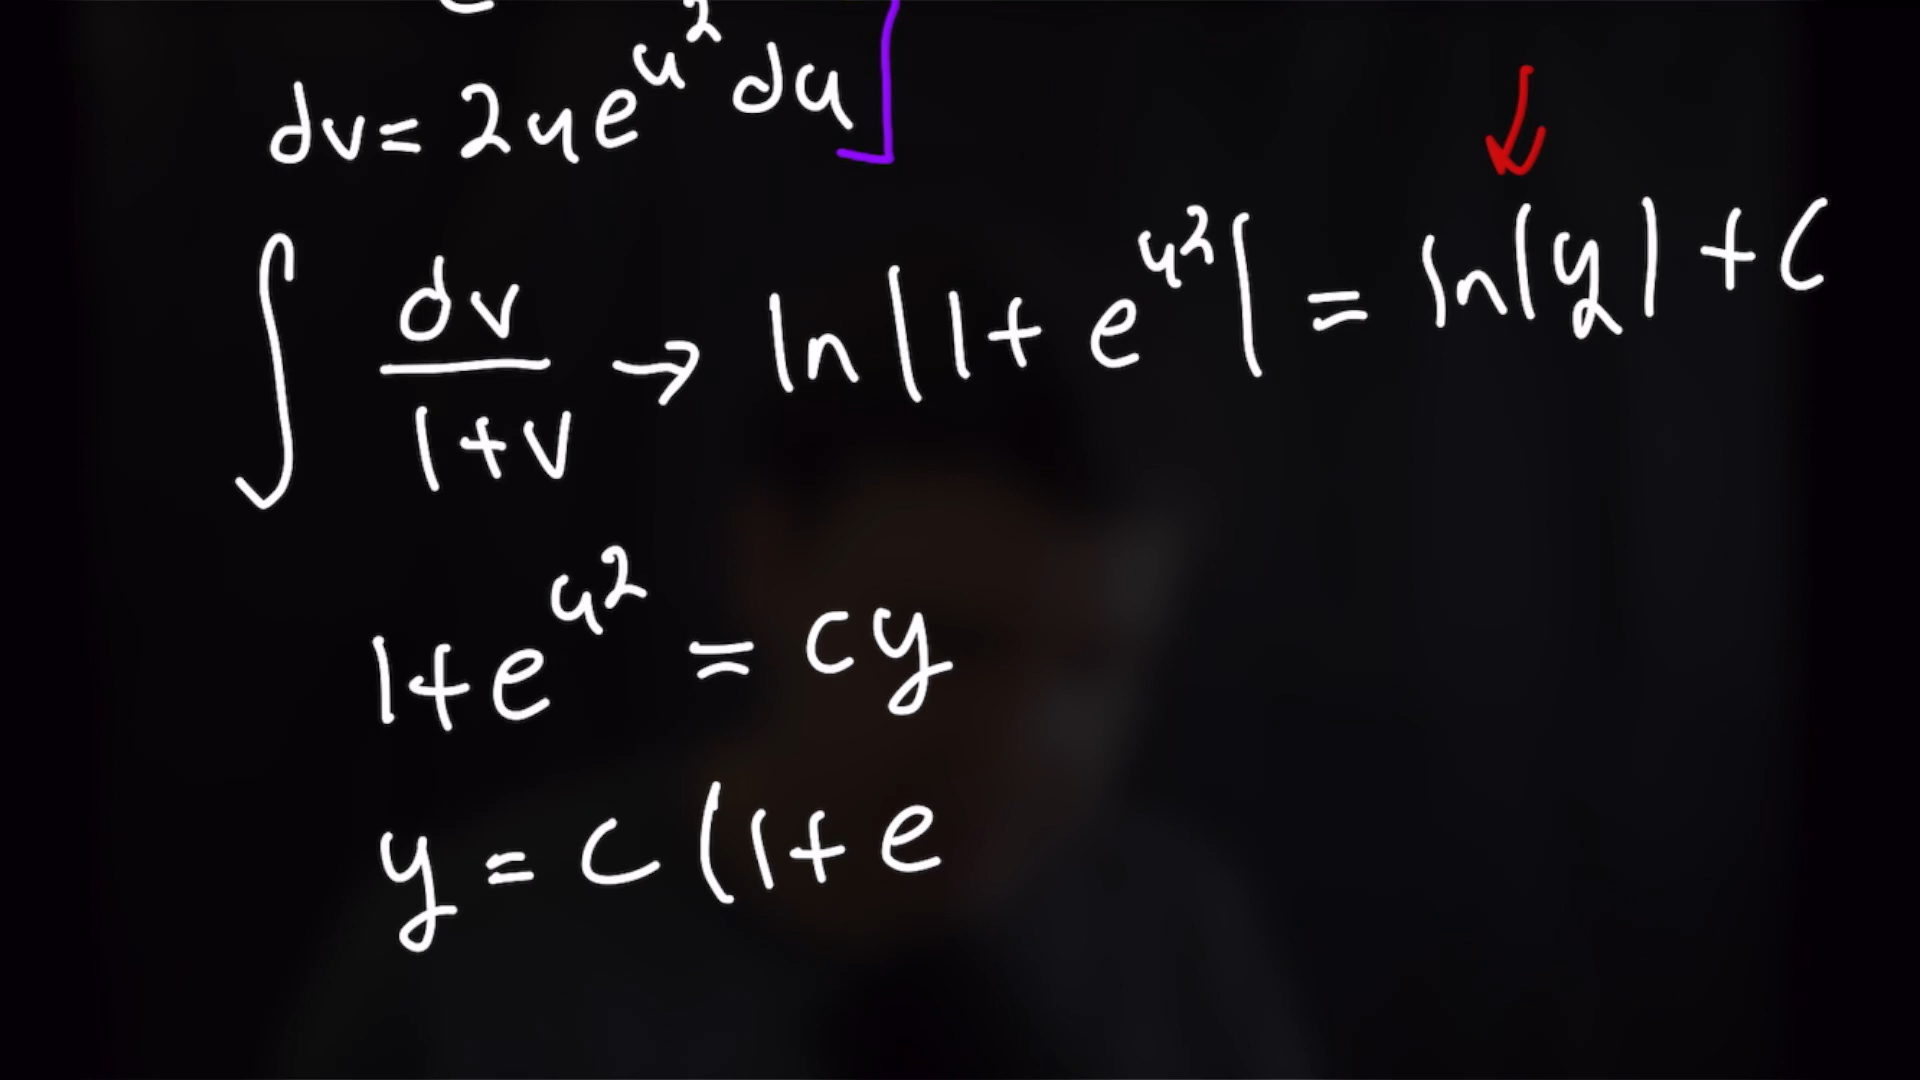 dv = 2ue^u^2 du
∫ dv/(1+v) → ln|1+e^u^2| = ln|y| + C
1+e^u^2 = cy
y = C(1+e